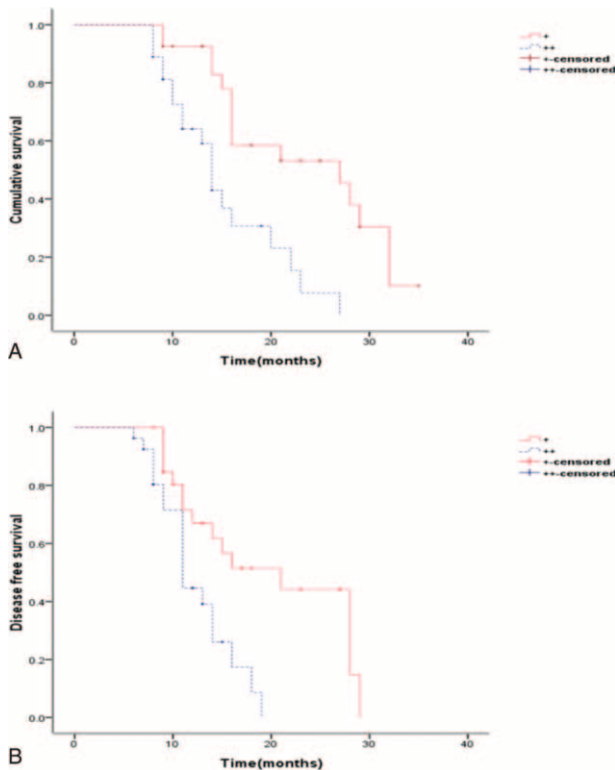 1.0
0.8
0.6
0.4
0.2
0.0
Cumulative survival
0 10 20 30 40
Time(months)
+
++
+-censored
++-censored
A
1.0
0.8
0.6
0.4
0.2
0.0
Disease free survival
0 10 20 30 40
Time(months)
+
++
+-censored
++-censored
B